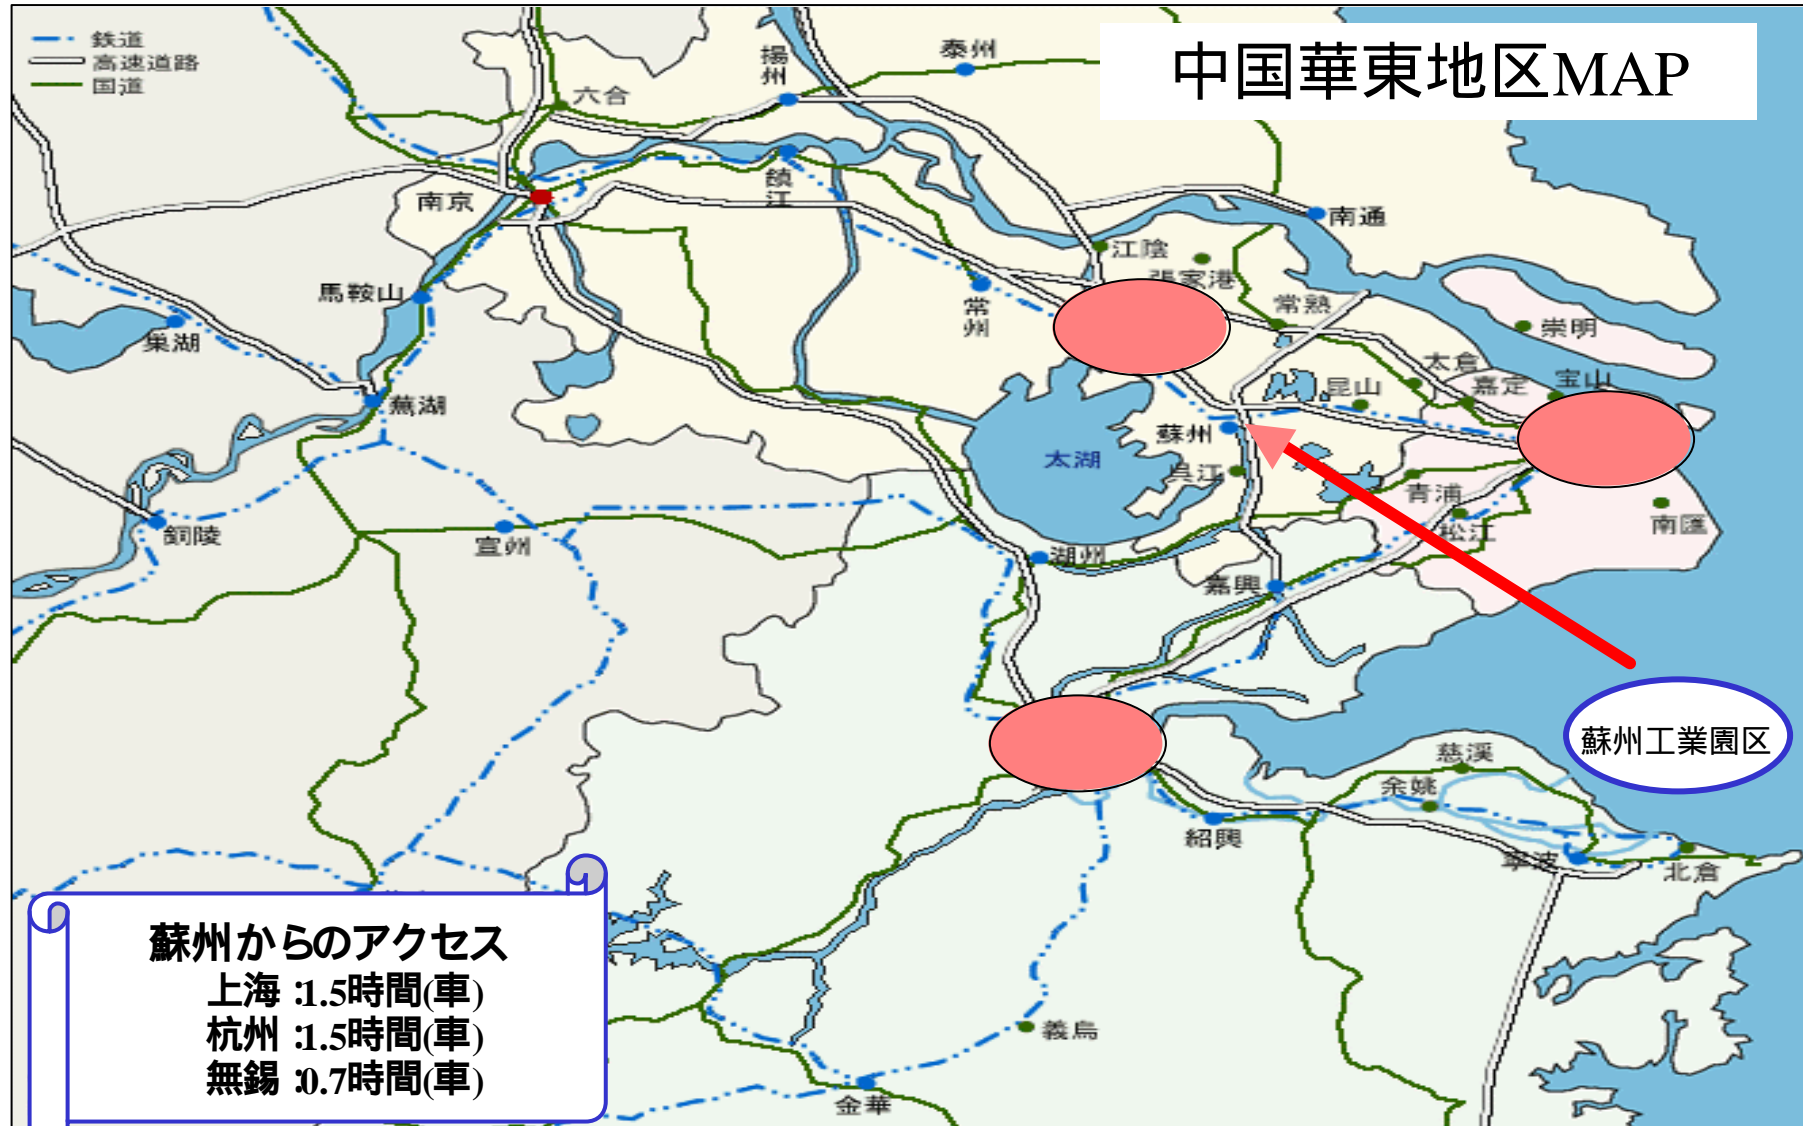 中国華東地区MAP
鉄道
高速道路
国道
揚州
泰州
六合
鎮江
南京
南通
江陰
張家港
馬鞍山
常州
常熟
崇明
巣湖
太倉
嘉定
宝山
昆山
蕪湖
蘇州
太湖
呉江
青浦
南匯
松江
銅陵
宣州
湖州
嘉興
蘇州工業園区
慈溪
余姚
紹興
寧波
北倉
義烏
金華
蘇州からのアクセス
上海:1.5時間(車)
杭州:1.5時間(車)
無錫:0.7時間(車)